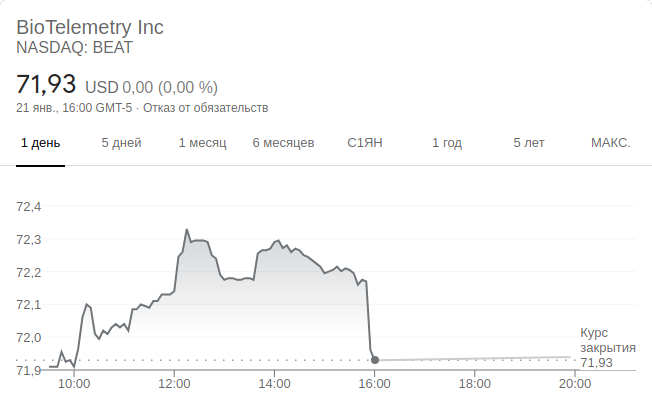 BioTelemetry Inc
NASDAQ: BEAT
71,93 USD 0,00 (0,00 %)
21 янв., 16:00 GMT-5 · Отказ от обязательств
1 день 5 дней 1 месяц 6 месяцев С1ЯН 1 год 5 лет МАКС.
72,4
72,3
72,2
72,1
72,0
71,9
Курс
закрытия
71,93
10:00 12:00 14:00 16:00 18:00 20:00